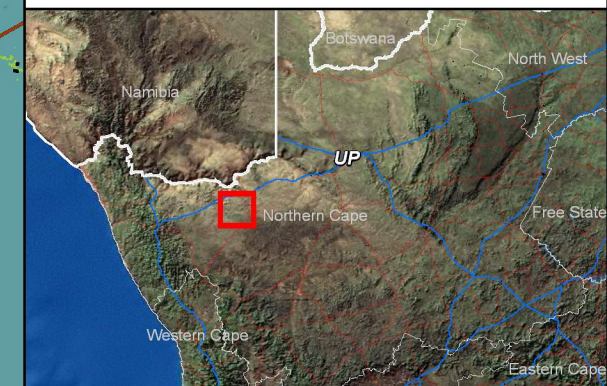 Botswana
North West
Namibia
UP
Northern Cape
Free State
Western Cape
Eastern Cape